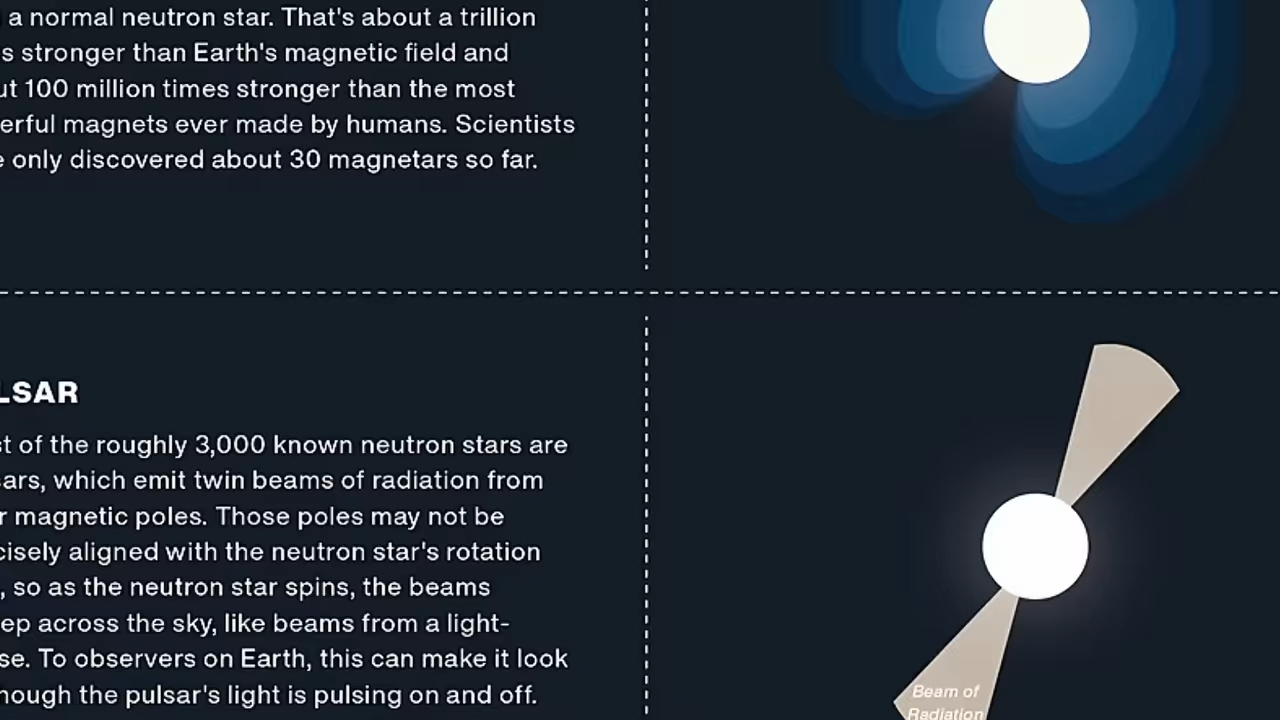 a normal neutron star. That's about a trillion
s stronger than Earth's magnetic field and
ut 100 million times stronger than the most
erful magnets ever made by humans. Scientists
e only discovered about 30 magnetars so far.
LSAR
st of the roughly 3,000 known neutron stars are
sars, which emit twin beams of radiation from
r magnetic poles. Those poles may not be
cisely aligned with the neutron star's rotation
, so as the neutron star spins, the beams
ep across the sky, like beams from a light-
se. To observers on Earth, this can make it look
hough the pulsar's light is pulsing on and off.
Beam of
Radiation